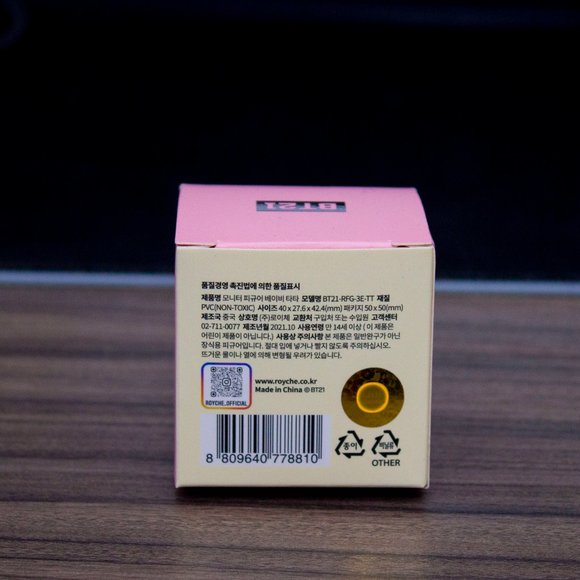 BT21
품질경영 촉진법에 의한 품질표시
제품명 모니터 피규어 베이비 타타 모델명 BT21-RFG-3E-TT 재질
PVC(NON-TOXIC) 사이즈 40 x 27.6 x 42.4(mm) 패키지 50 x 50(mm)
제조국 중국 상호명 (주)로이체 교환처 구입처 또는 수입원 고객센터
02-711-0077 제조년월 2021.10 사용연령 만 14세 이상 ( 이 제품은
어린이 제품이 아닙니다.) 사용상 주의사항 본 제품은 일반완구가 아닌
장식용 피규어입니다. 절대 입에 넣거나 빨지 않도록 주의하십시오.
뜨거운 물이나 열에 의해 변형될 우려가 있습니다.
ROYCHE_OFFICIAL
www.royche.co.kr
Made in China © BT21
8 809640 778810
종이
비닐류
OTHER